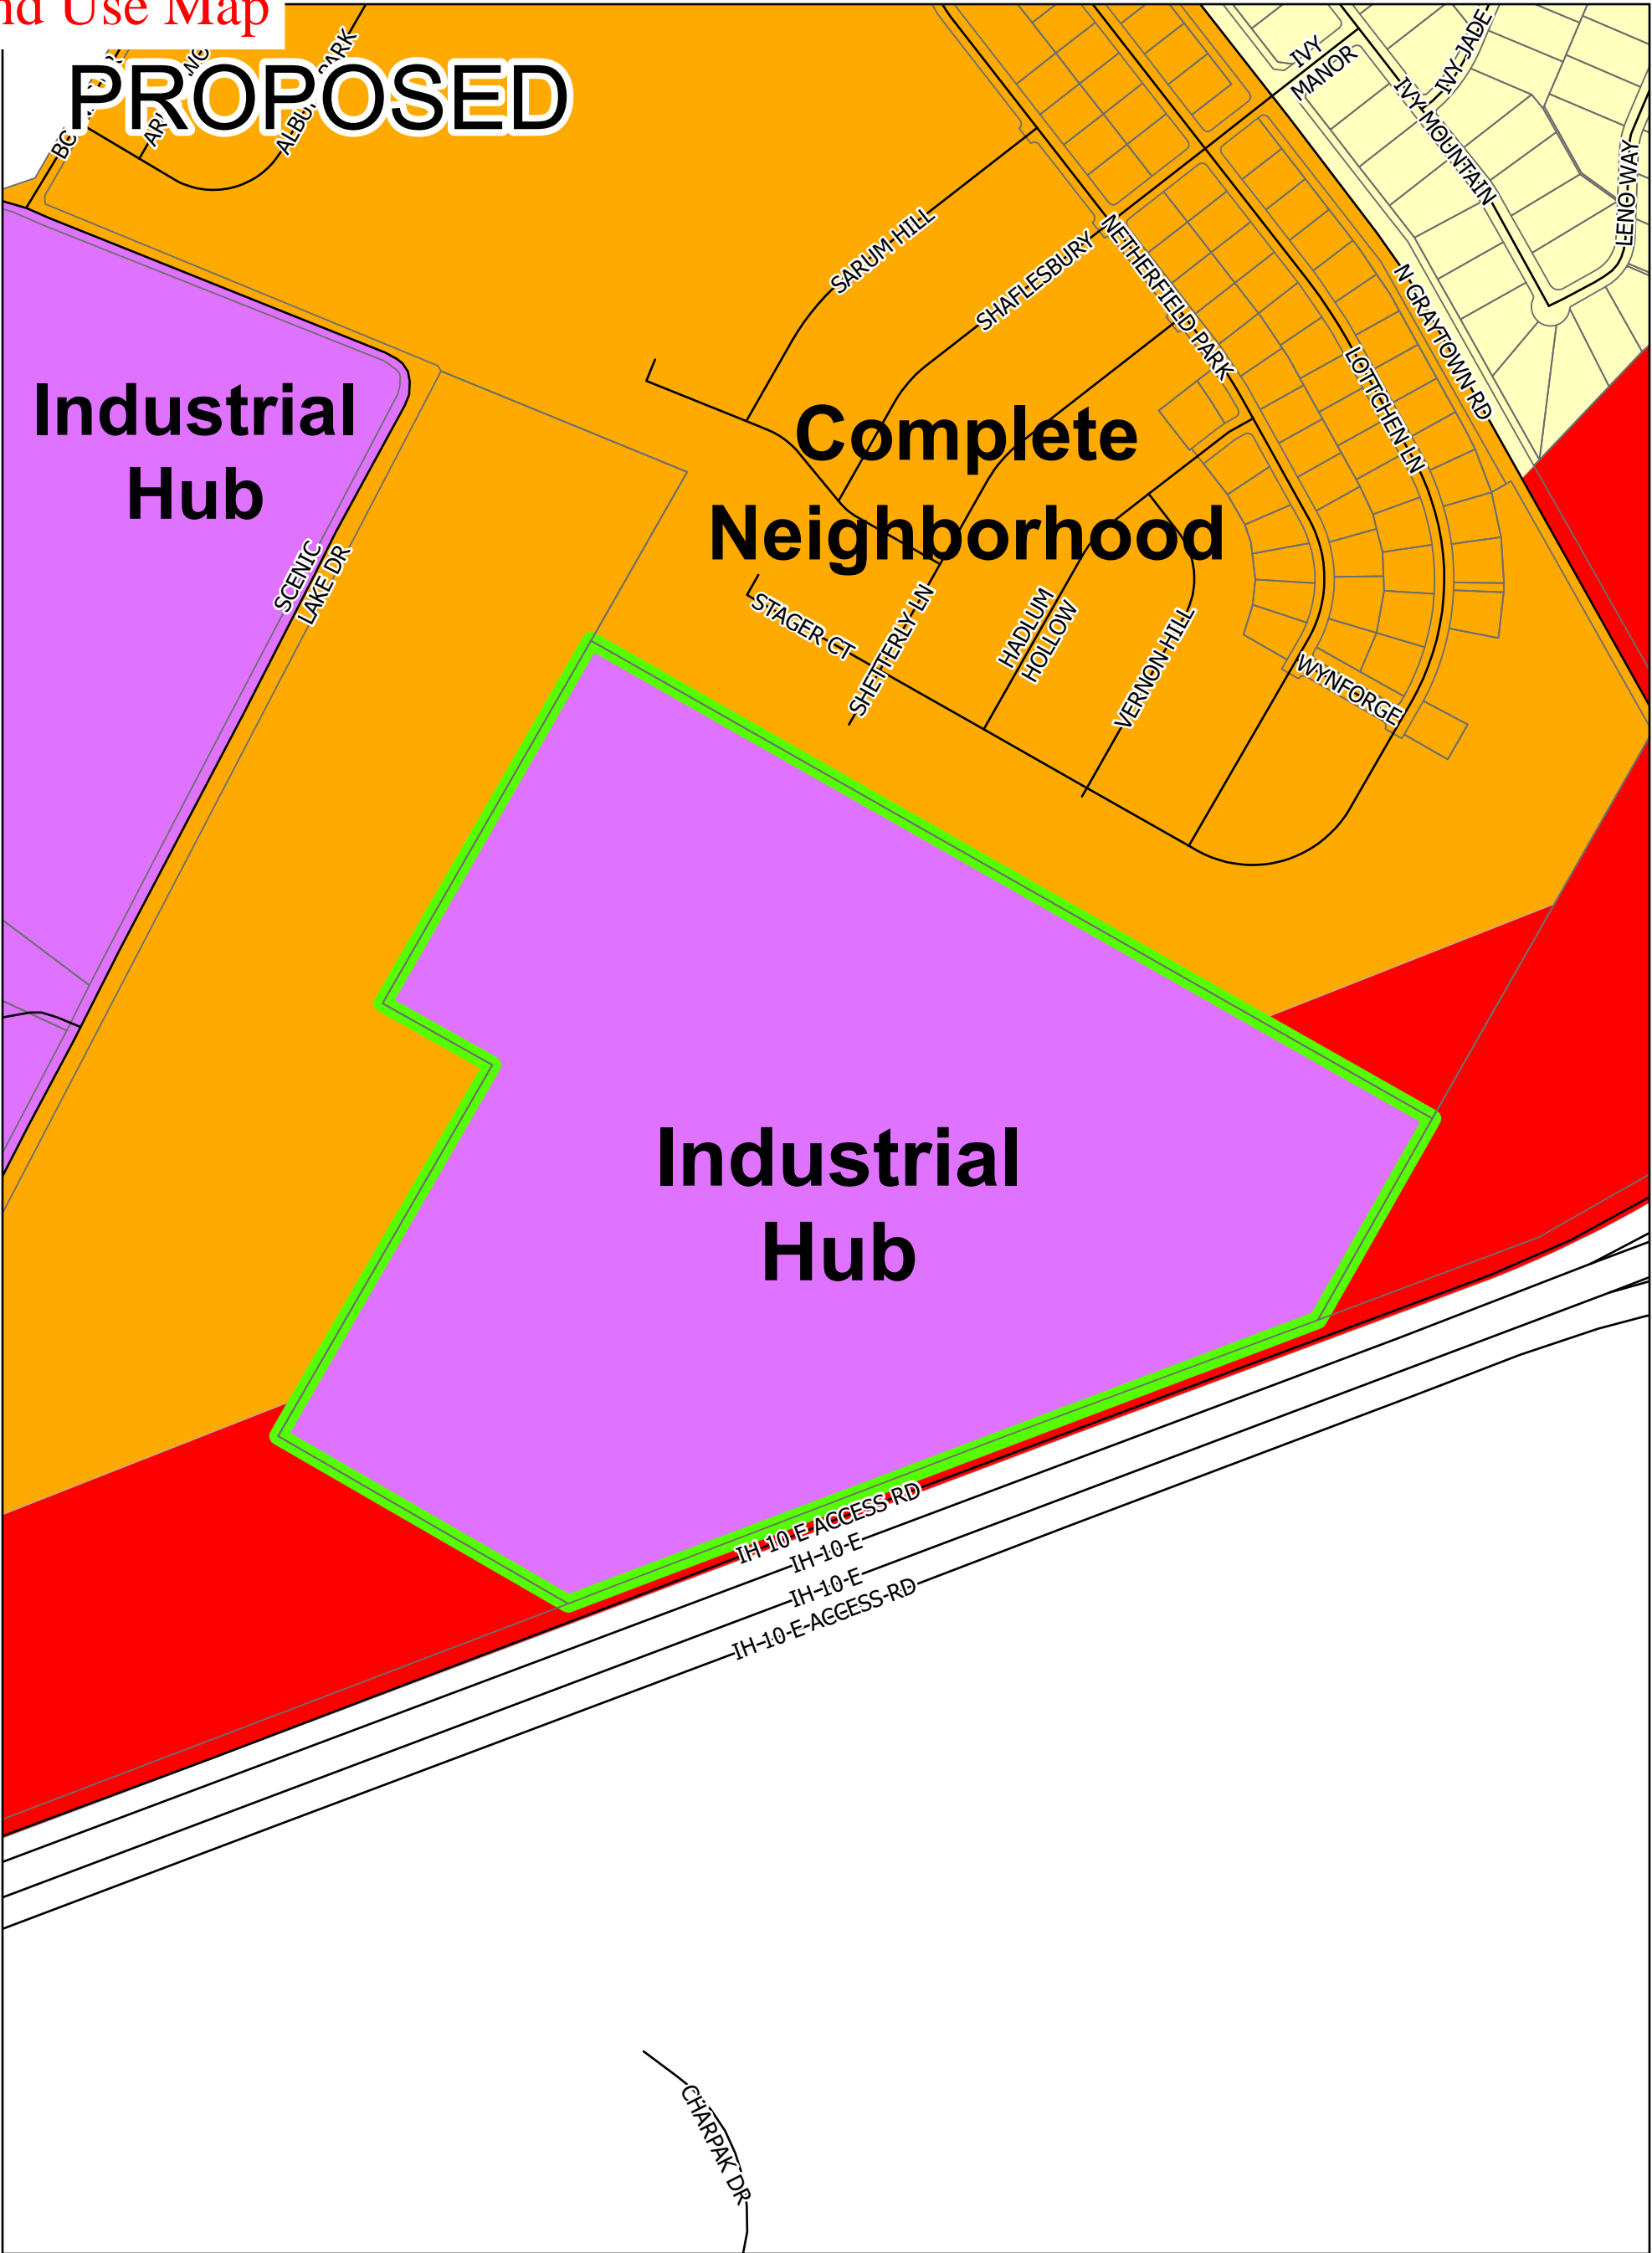 Use Map
PROPOSED
PARK
IVY
MANOR
IVY JADE
IVY MOUNTAIN
LENO WAY
SARUM HILL
SHAFLESBURY
NETHERFIELD PARK
N GRAYTOWN RD
LOTTCHEN LN
Industrial
Hub
Complete
Neighborhood
SCENIC
LAKE DR
STAGER CT
SHETTERLY LN
HADLUM
HOLLOW
VERNON HILL
WYNFORGE
Industrial
Hub
IH 10 E ACCESS RD
IH 10 E
IH 10 E
IH 10 E ACCESS RD
CHARPAK DR